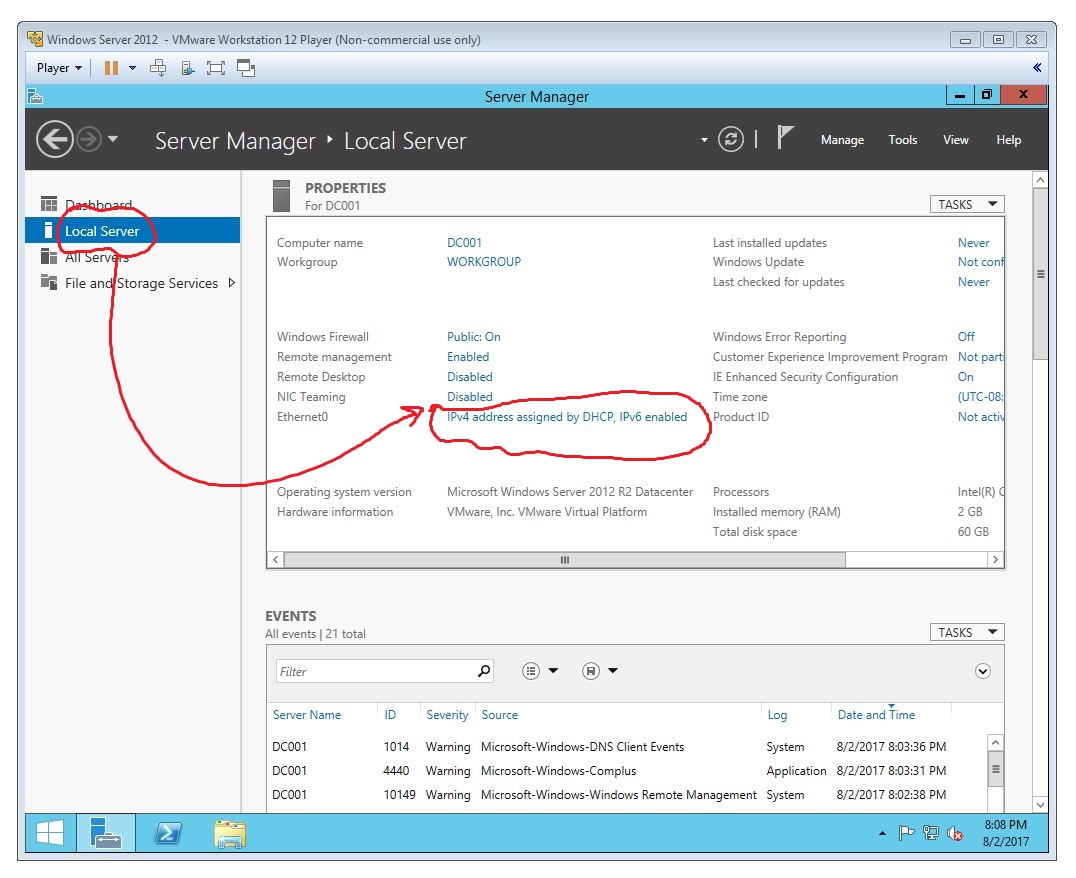 Windows Server 2012 - VMware Workstation 12 Player (Non-commercial use only)
Player
Server Manager
Server Manager Local Server
Manage Tools View Help
Dashboard
Local Server
All Servers
File and Storage Services
PROPERTIES
For DC001
TASKS
Computer name DC001 Last installed updates Never
Workgroup WORKGROUP Windows Update Not conf
Last checked for updates Never
Windows Firewall Public: On Windows Error Reporting Off
Remote management Enabled Customer Experience Improvement Program Not parti
Remote Desktop Disabled IE Enhanced Security Configuration On
NIC Teaming Disabled Time zone (UTC-08:
Ethernet0 IPv4 address assigned by DHCP, IPv6 enabled Product ID Not activ
Operating system version Microsoft Windows Server 2012 R2 Datacenter Processors Intel(R) C
Hardware information VMware, Inc. VMware Virtual Platform Installed memory (RAM) 2 GB
Total disk space 60 GB
EVENTS
All events | 21 total
TASKS
Filter
Server Name ID Severity Source Log Date and Time
DC001 1014 Warning Microsoft-Windows-DNS Client Events System 8/2/2017 8:03:36 PM
DC001 4440 Warning Microsoft-Windows-Complus Application 8/2/2017 8:03:31 PM
DC001 10149 Warning Microsoft-Windows-Windows Remote Management System 8/2/2017 8:02:38 PM
8:08 PM
8/2/2017